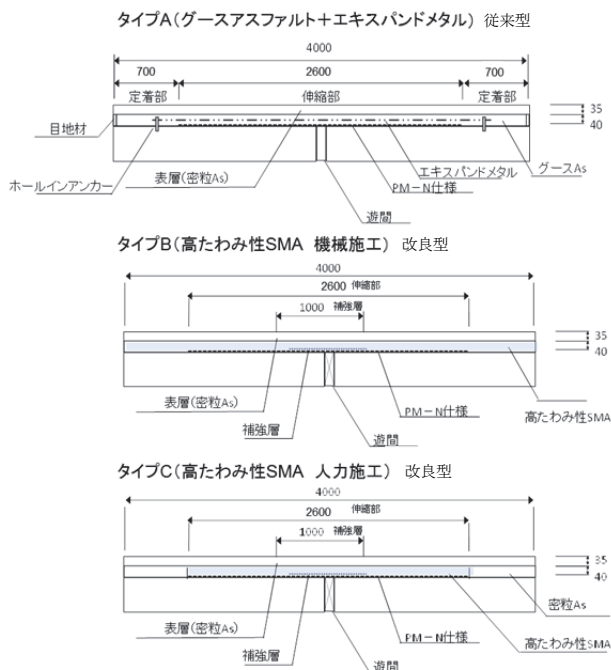 タイプA(グースアスファルト+エキスパンドメタル) 従来型
4000
700
2600
700
定着部
伸縮部
定着部
35
40
目地材
ホールインアンカー
表層(密粒As)
エキスパンドメタル
グースAs
PM-N仕様
遊間
タイプB(高たわみ性SMA 機械施工) 改良型
4000
2600 伸縮部
1000 補強層
35
40
表層(密粒As)
PM-N仕様
高たわみ性SMA
補強層
遊間
タイプC(高たわみ性SMA 人力施工) 改良型
4000
2600 伸縮部
1000 補強層
35
40
密粒As
表層(密粒As)
PM-N仕様
高たわみ性SMA
補強層
遊間